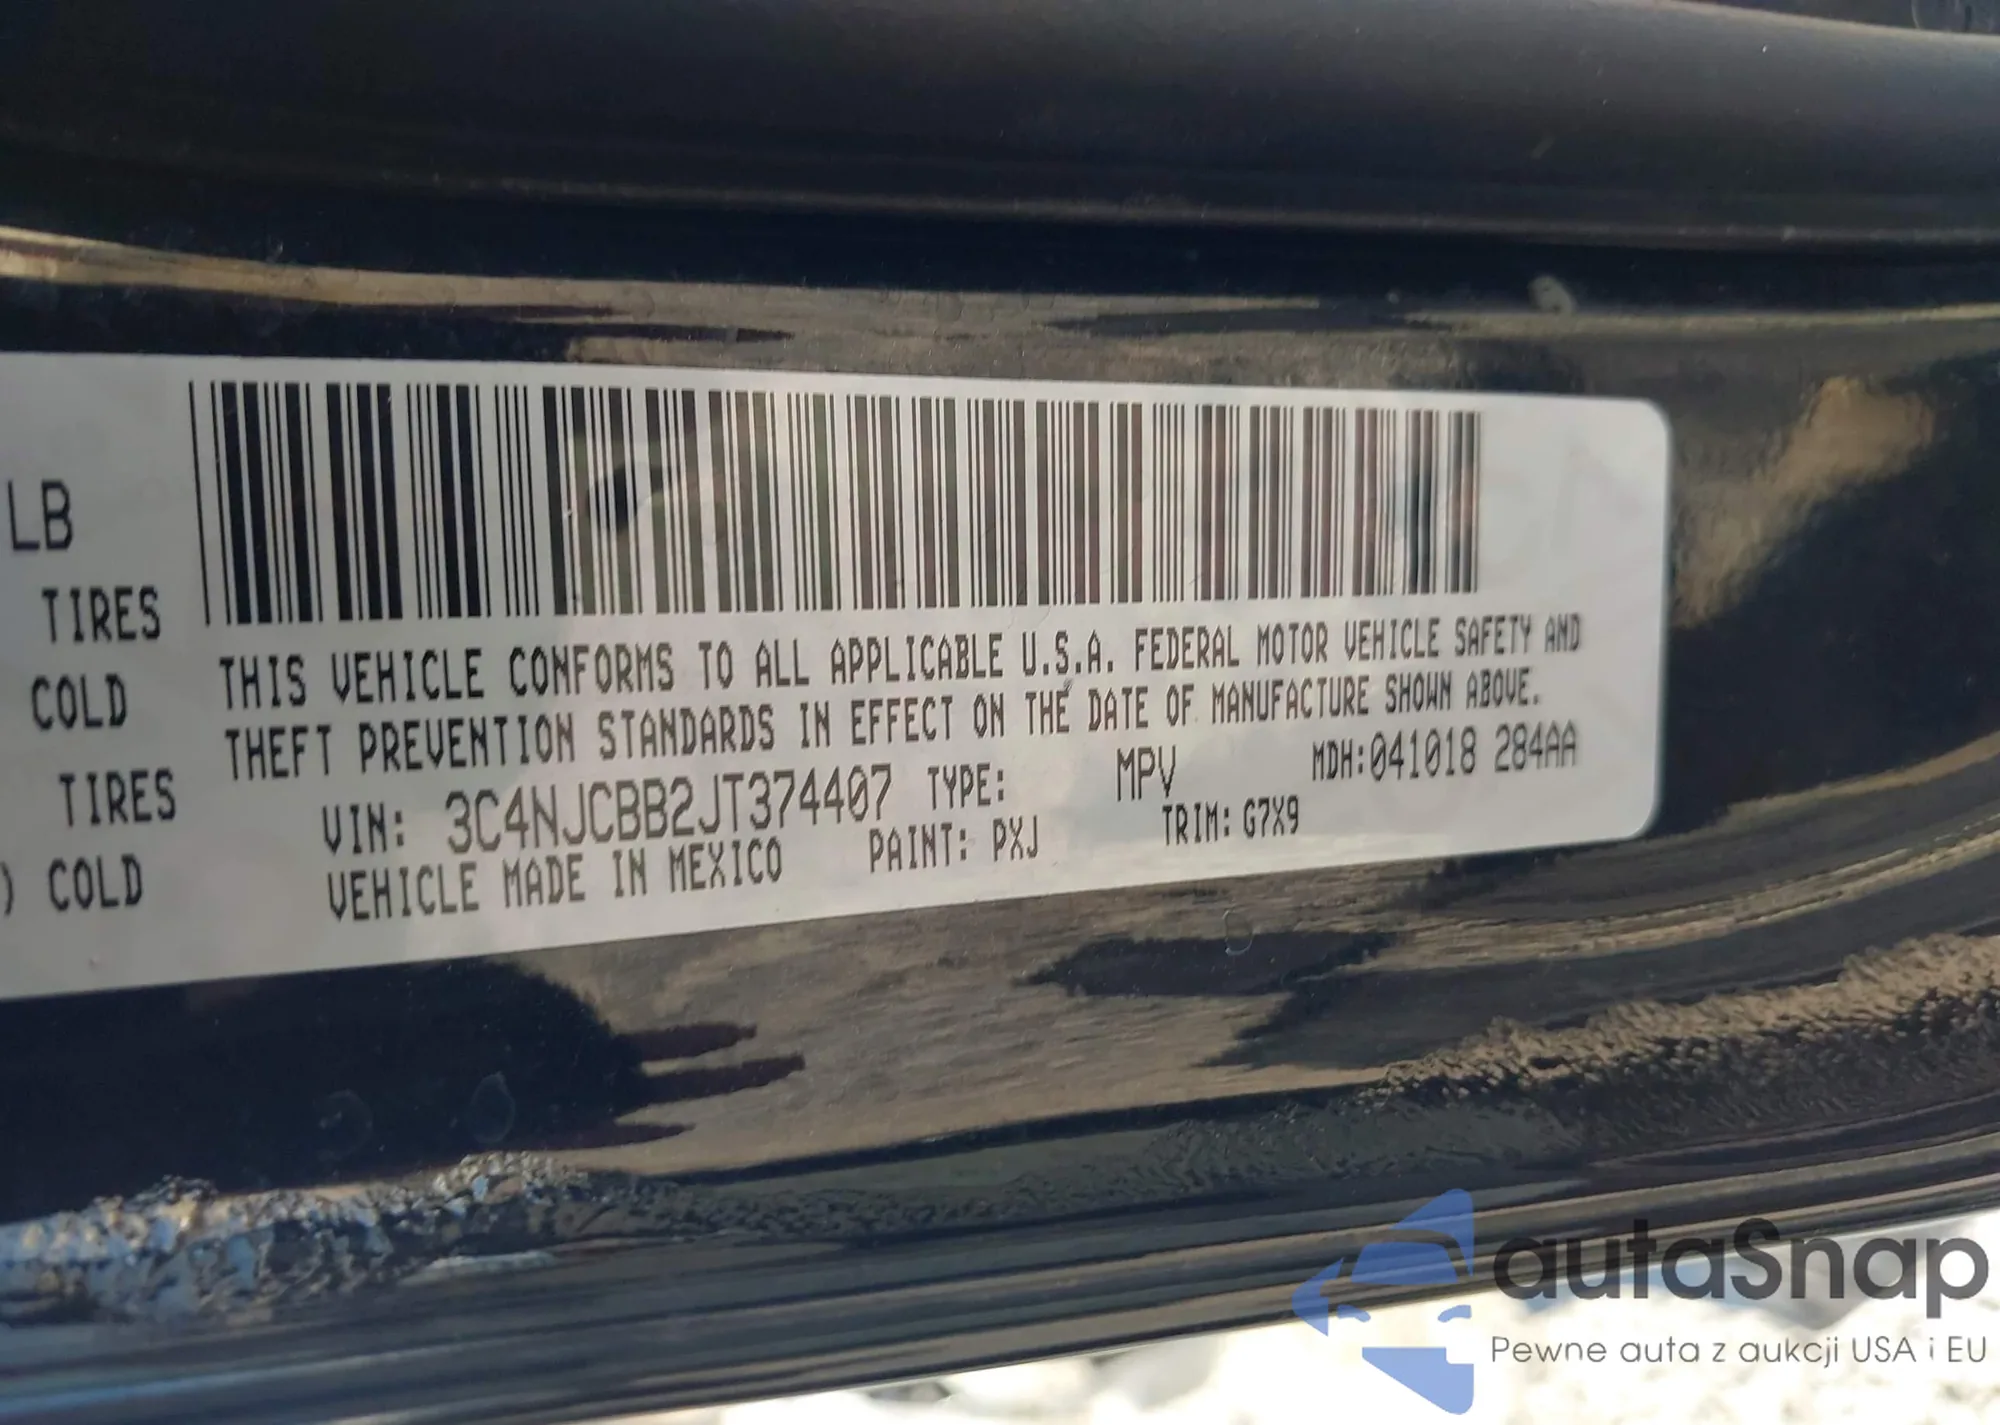 LB
TIRES
COLD
TIRES
) COLD
THIS VEHICLE CONFORMS TO ALL APPLICABLE U.S.A. FEDERAL MOTOR VEHICLE SAFETY AND
THEFT PREVENTION STANDARDS IN EFFECT ON THE DATE OF MANUFACTURE SHOWN ABOVE.
VIN: 3C4NJCBB2JT374407 TYPE: MPV MDH:041018 284AA
VEHICLE MADE IN MEXICO PAINT: PXJ TRIM: G7X9
autaSnap
Pewne auta z aukcji USA i EU